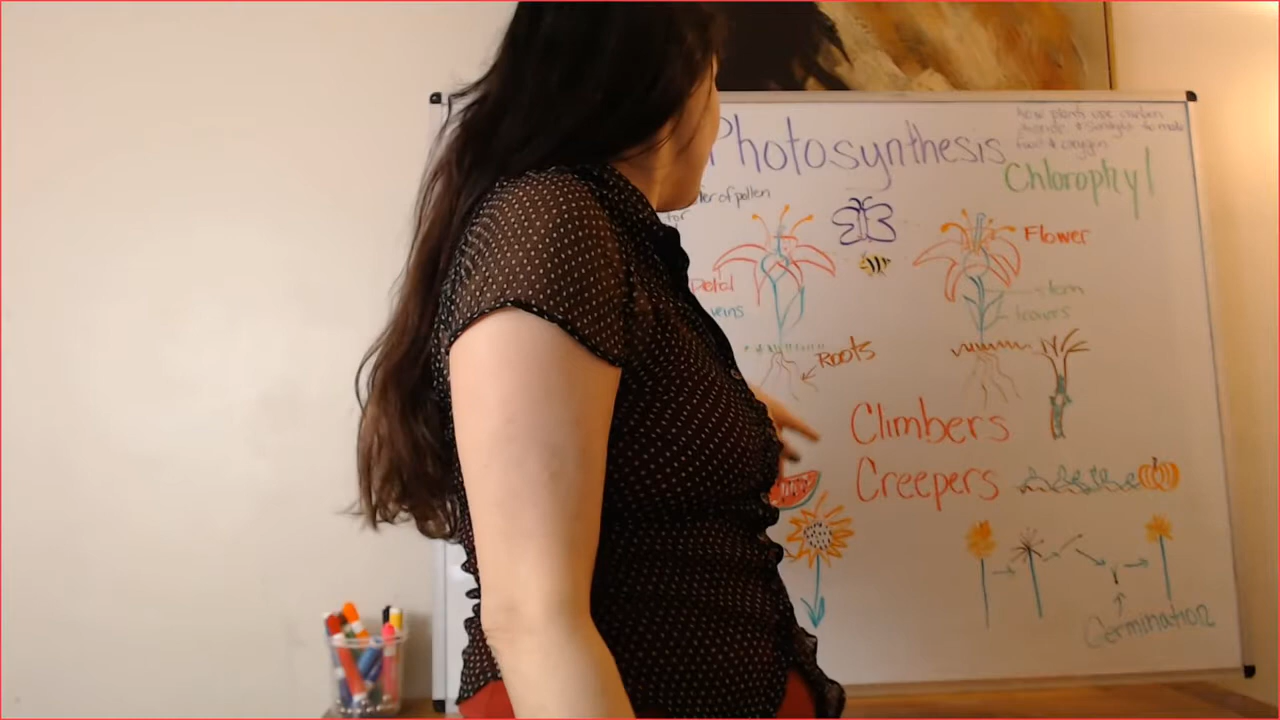 Photosynthesis
How plants use carbon
dioxide & sunlight to make
food & oxygen
Chlorophyl
of pollen
for
Flower
Petal
veins
stem
leaves
Roots
Climbers
Creepers
Germination